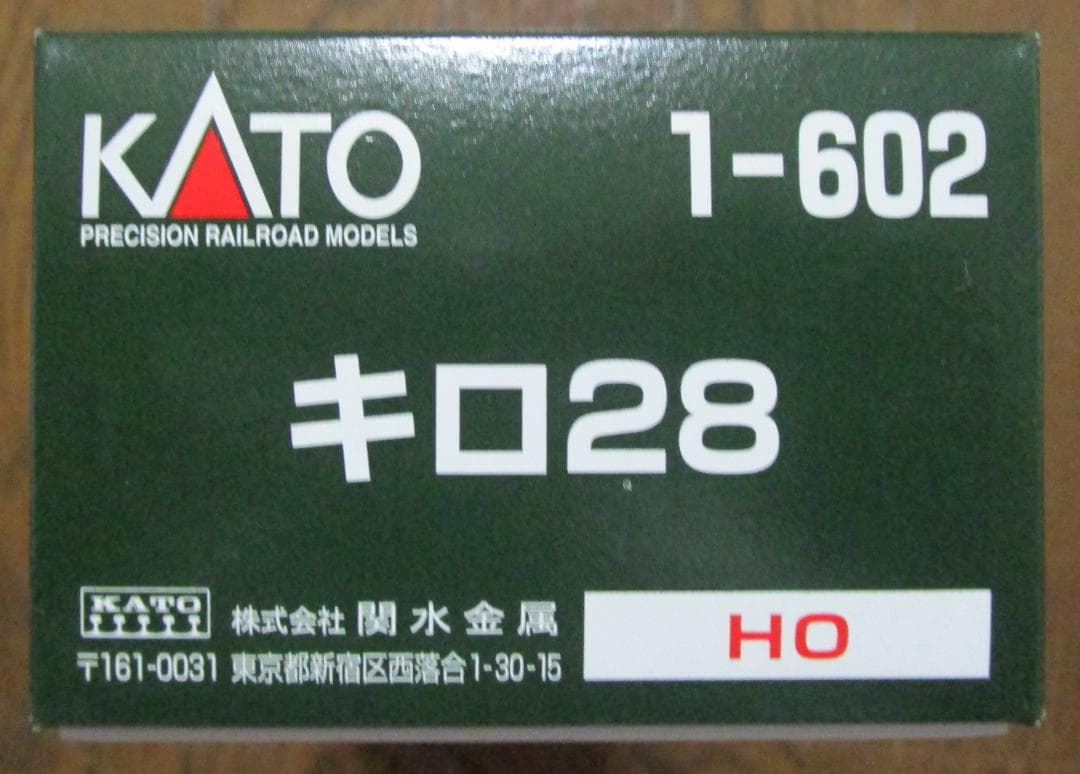 KATO 1-602
PRECISION RAILROAD MODELS
キロ28
KATO 株式会社 関水金属 HO
〒161-0031 東京都新宿区西落合1-30-15